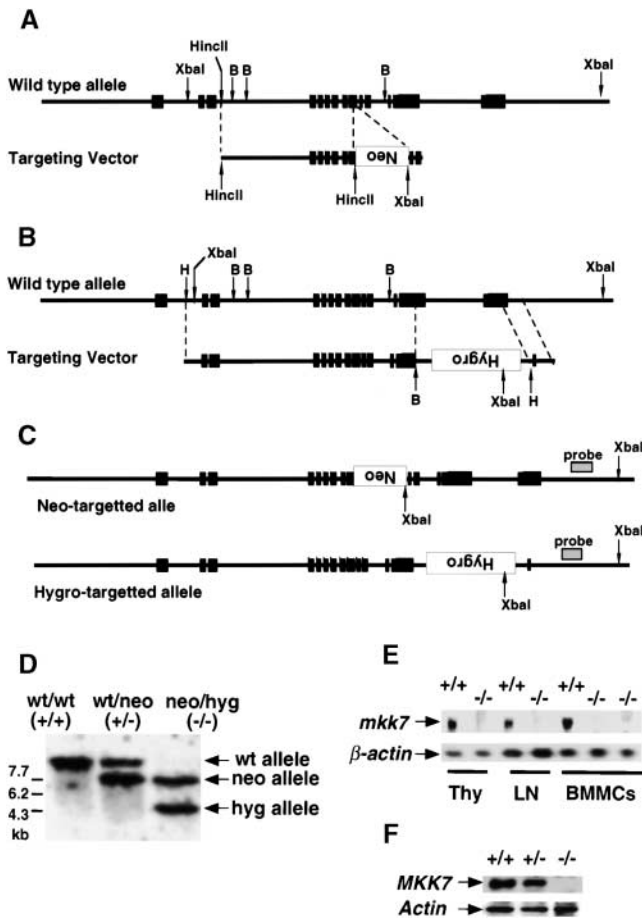 A
HincII
XbaI B B B XbaI
Wild type allele
Targeting Vector
Neo
HincII HincII XbaI
B
XbaI
H B B B XbaI
Wild type allele
Targeting Vector
Hygro
B XbaI H
C
probe XbaI
Neo
Neo-targetted alle
XbaI
probe XbaI
Hygro
Hygro-targetted allele
XbaI
D
wt/wt wt/neo neo/hyg
(+/+) (+/-) (-/-)
wt allele
7.7
neo allele
6.2
4.3
hyg allele
kb
E
+/+ -/- +/+ -/- +/+ -/- -/-
mkk7
β-actin
Thy LN BMMCs
F
+/+ +/- -/-
MKK7
Actin